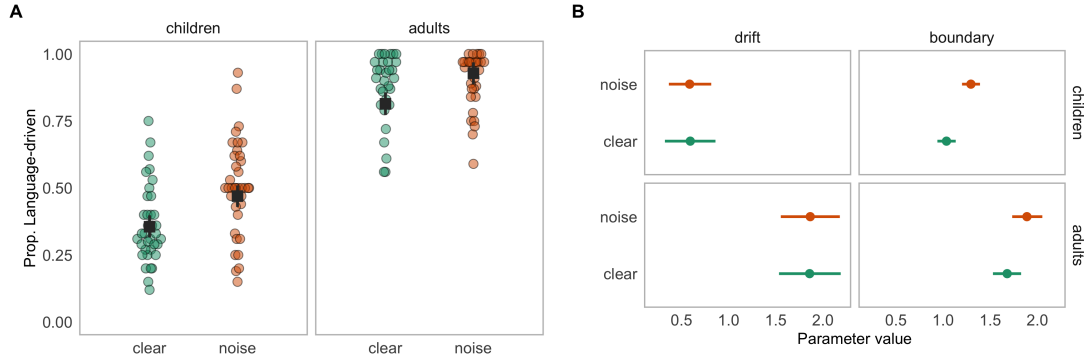 A
children
adults
Prop. Language-driven
1.00
0.75
0.50
0.25
0.00
clear
noise
clear
noise
B
drift
boundary
noise
clear
children
noise
clear
adults
0.5
1.0
1.5
2.0
0.5
1.0
1.5
2.0
Parameter value